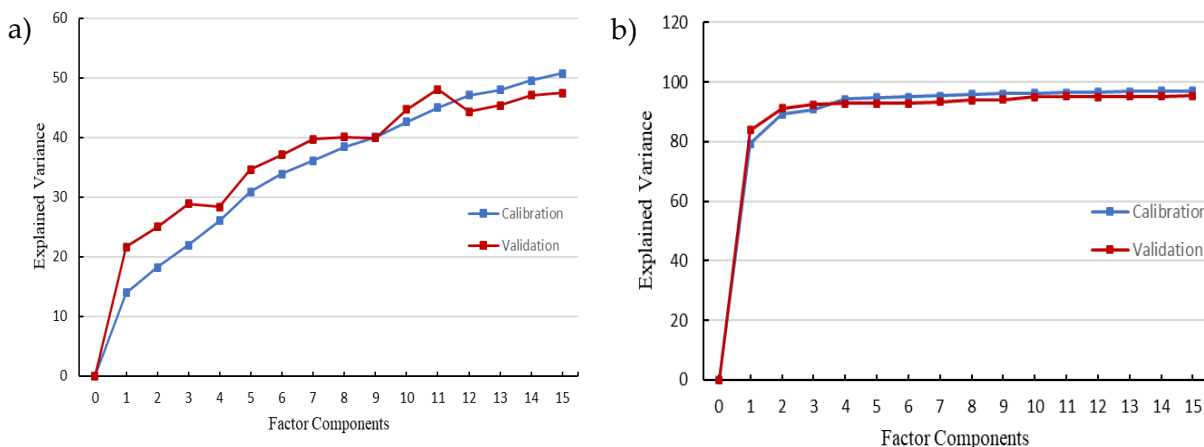 a)
60
50
40
30
20
10
0
Explained Variance
Calibration
Validation
0 1 2 3 4 5 6 7 8 9 10 11 12 13 14 15
Factor Components
b)
120
100
80
60
40
20
0
Explained Variance
Calibration
Validation
0 1 2 3 4 5 6 7 8 9 10 11 12 13 14 15
Factor Components